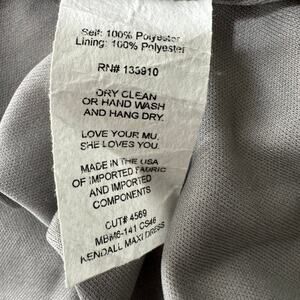 Self: 100% Polyester
Lining: 100% Polyester
RN# 133910
DRY CLEAN
OR HAND WASH
AND HANG DRY.
LOVE YOUR MU,
SHE LOVES YOU.
MADE IN THE USA
OF IMPORTED FABRIC
AND IMPORTED
COMPONENTS
CUT# 4569
MBM6-141 CS46
KENDALL MAXI DRESS